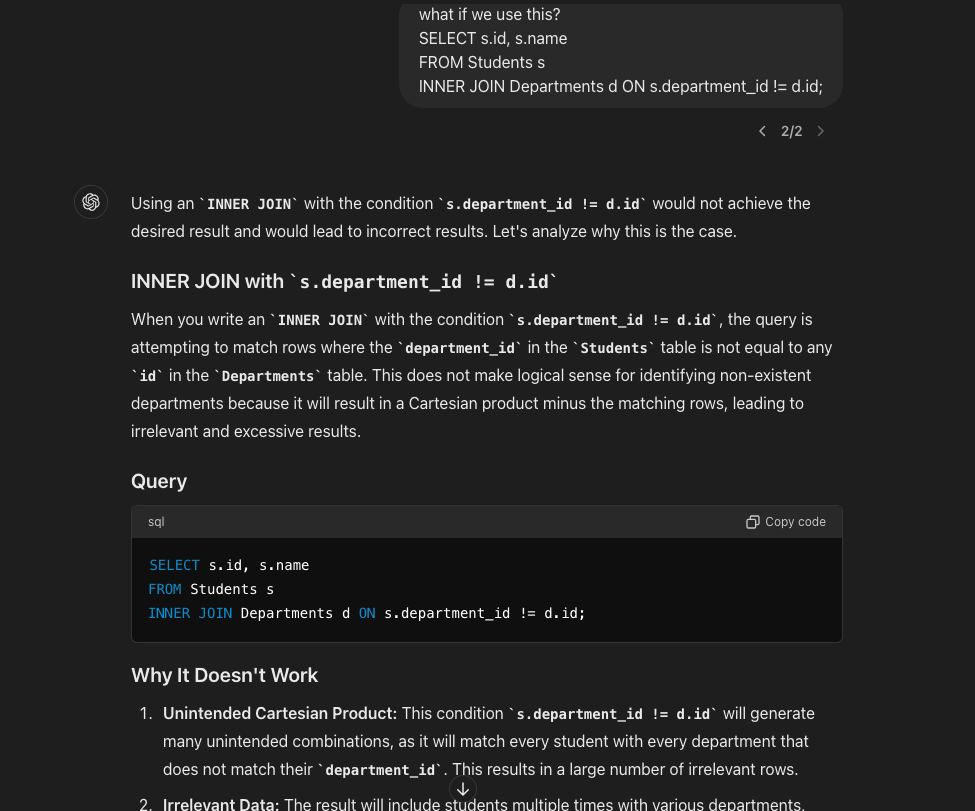 what if we use this?
SELECT s.id, s.name
FROM Students s
INNER JOIN Departments d ON s.department_id != d.id;
2/2
Using an `INNER JOIN` with the condition `s.department_id != d.id` would not achieve the
desired result and would lead to incorrect results. Let's analyze why this is the case.
INNER JOIN with `s.department_id != d.id`
When you write an `INNER JOIN` with the condition `s.department_id != d.id`, the query is
attempting to match rows where the `department_id` in the `Students` table is not equal to any
`id` in the `Departments` table. This does not make logical sense for identifying non-existent
departments because it will result in a Cartesian product minus the matching rows, leading to
irrelevant and excessive results.
Query
sql
Copy code
SELECT s.id, s.name
FROM Students s
INNER JOIN Departments d ON s.department_id != d.id;
Why It Doesn't Work
1. Unintended Cartesian Product: This condition `s.department_id != d.id` will generate
many unintended combinations, as it will match every student with every department that
does not match their `department_id`. This results in a large number of irrelevant rows.
2. Irrelevant Data: The result will include students multiple times with various departments,